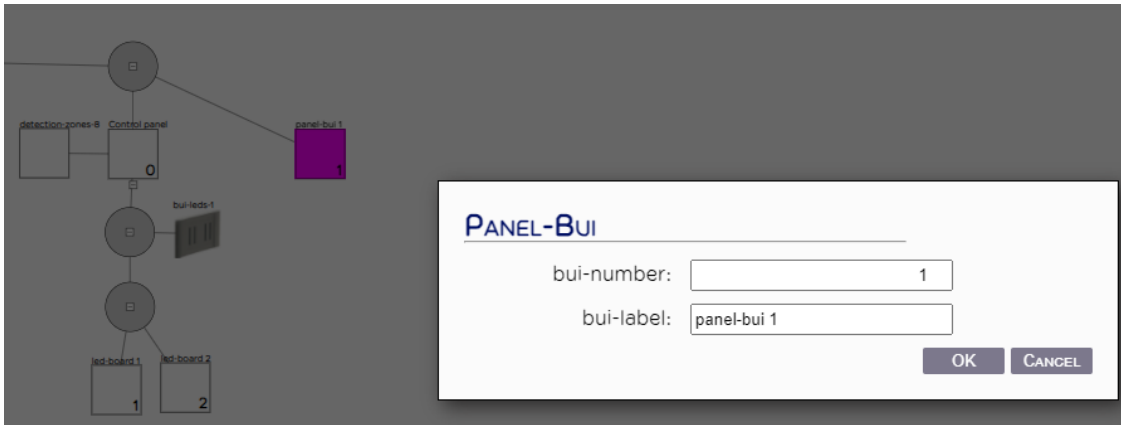 detection-zones-8 Control panel
panel-bui 1
0
1
bui-leds-1
PANEL-BUI
bui-number: 1
bui-label: panel-bui 1
OK CANCEL
led-board 1 led-board 2
1 2